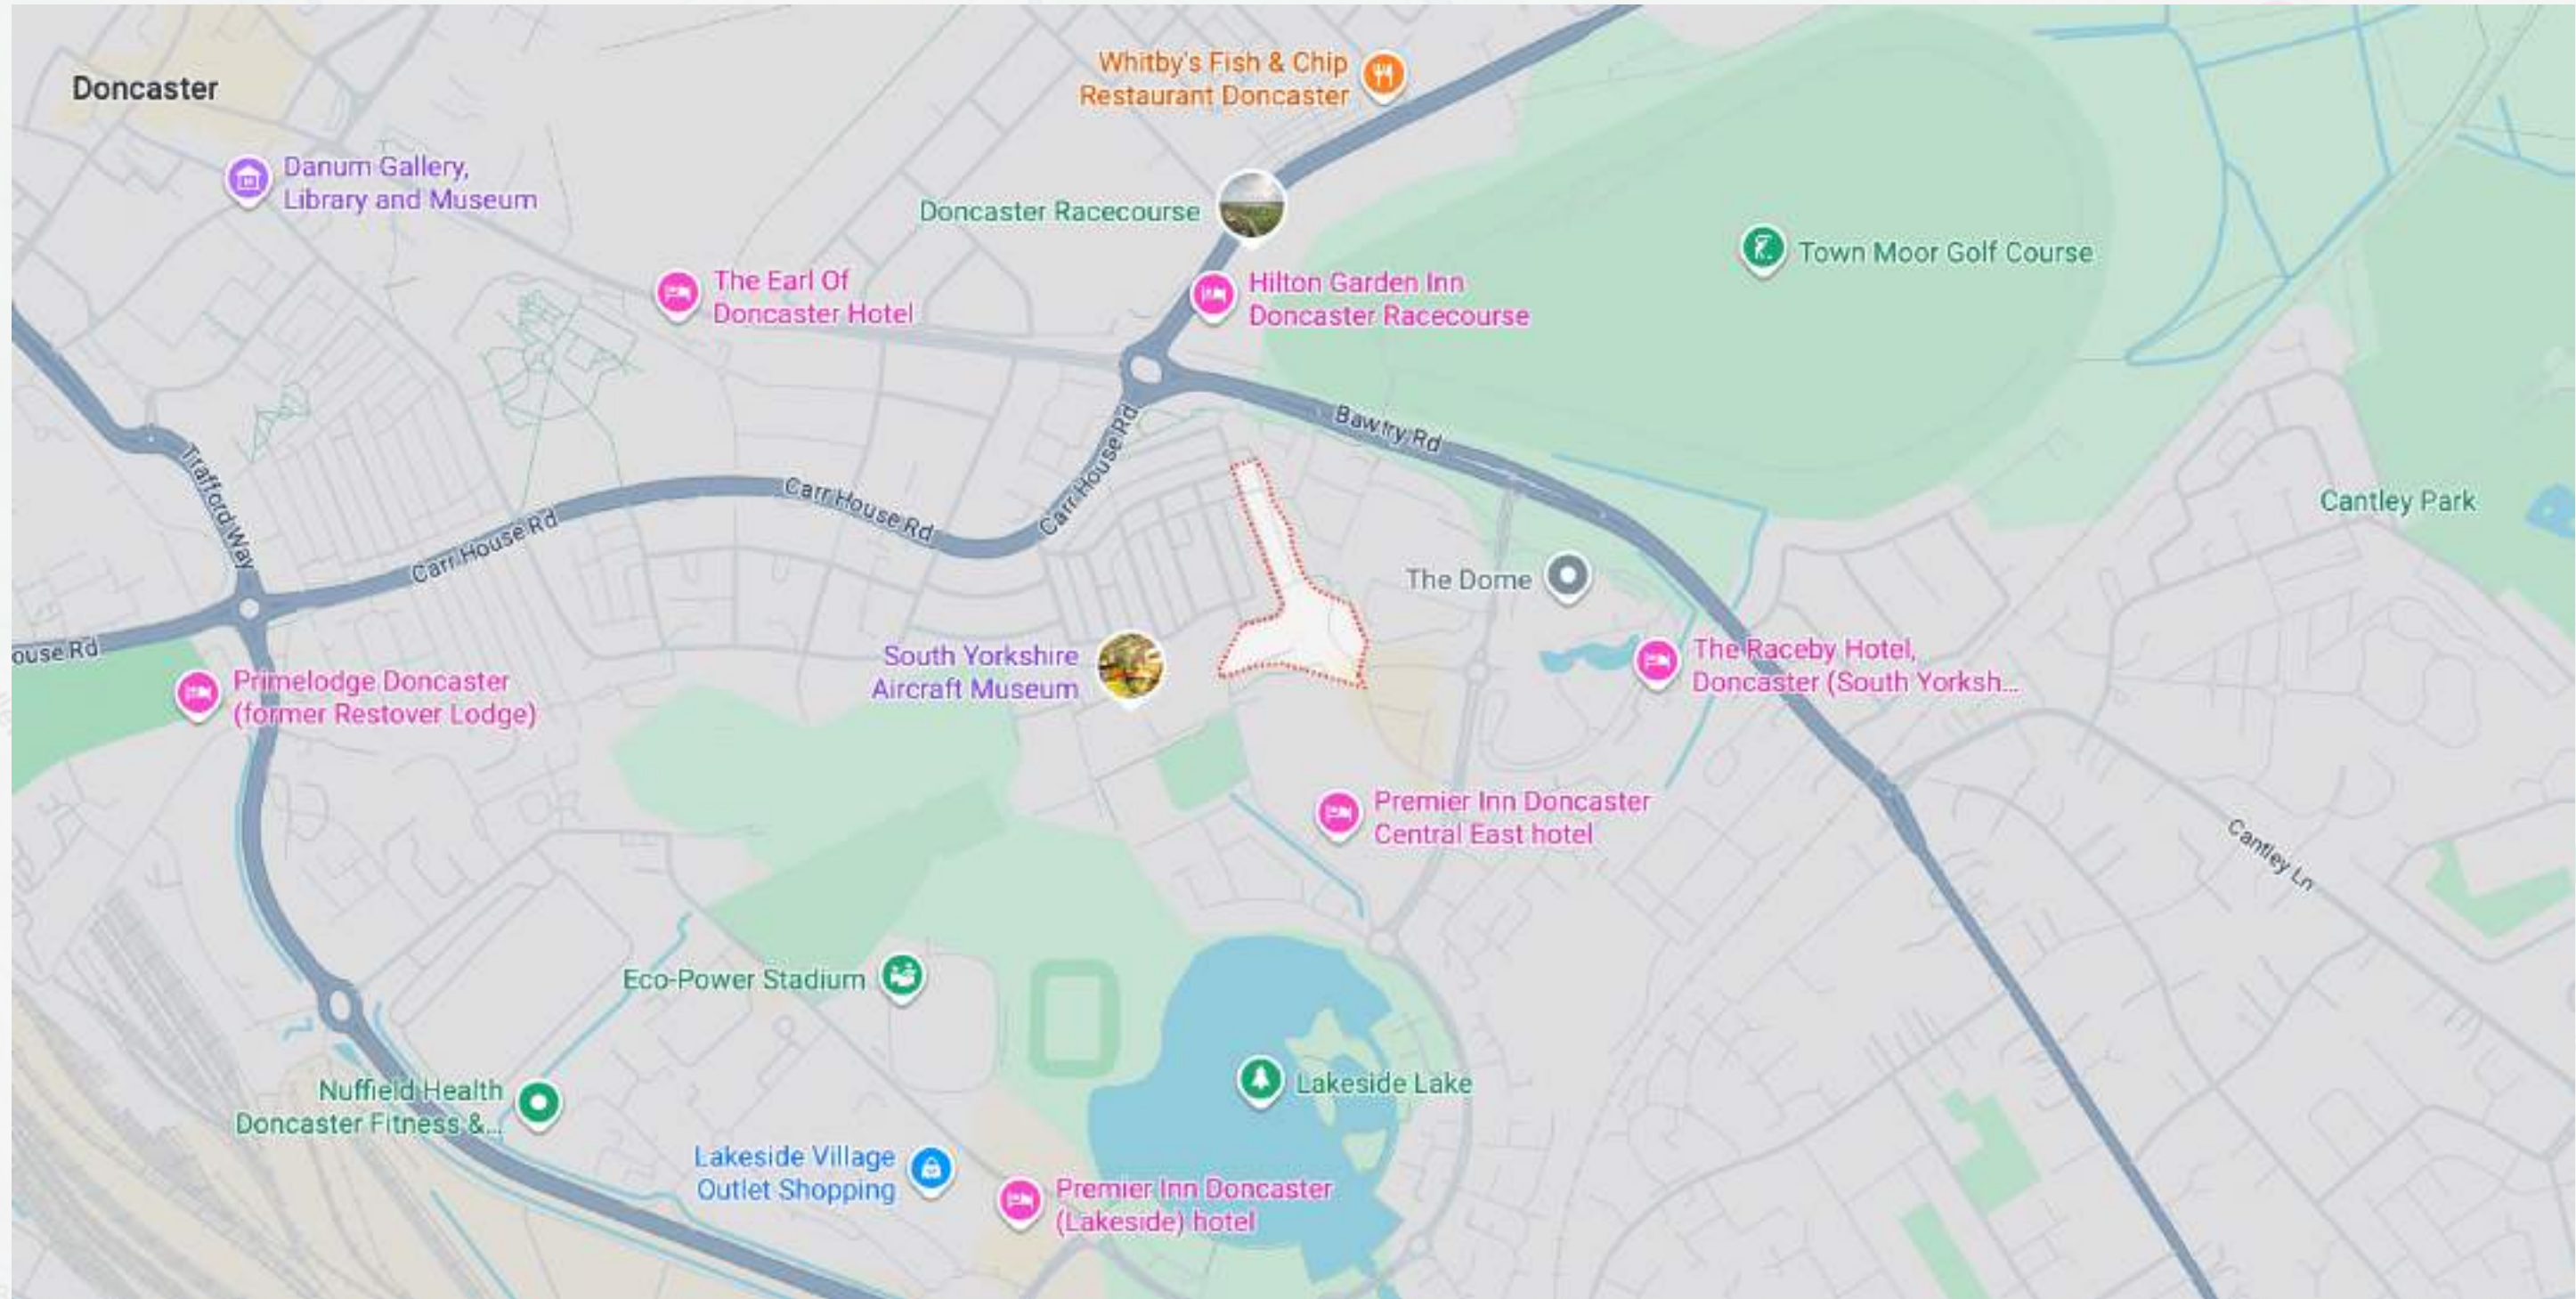 Doncaster
Whitby's Fish & Chip
Restaurant Doncaster
Danum Gallery,
Library and Museum
Doncaster Racecourse
Town Moor Golf Course
The Earl Of
Doncaster Hotel
Hilton Garden Inn
Doncaster Racecourse
Bawtry Rd
Carr House Rd
Trafford Way
Carr House Rd
Carr House Rd
Cantley Park
The Dome
ouse Rd
South Yorkshire
Aircraft Museum
The Raceby Hotel,
Doncaster (South Yorksh...
Primelodge Doncaster
(former Restover Lodge)
Premier Inn Doncaster
Central East hotel
Cantley Ln
Eco-Power Stadium
Lakeside Lake
Nuffield Health
Doncaster Fitness &...
Lakeside Village
Outlet Shopping
Premier Inn Doncaster
(Lakeside) hotel